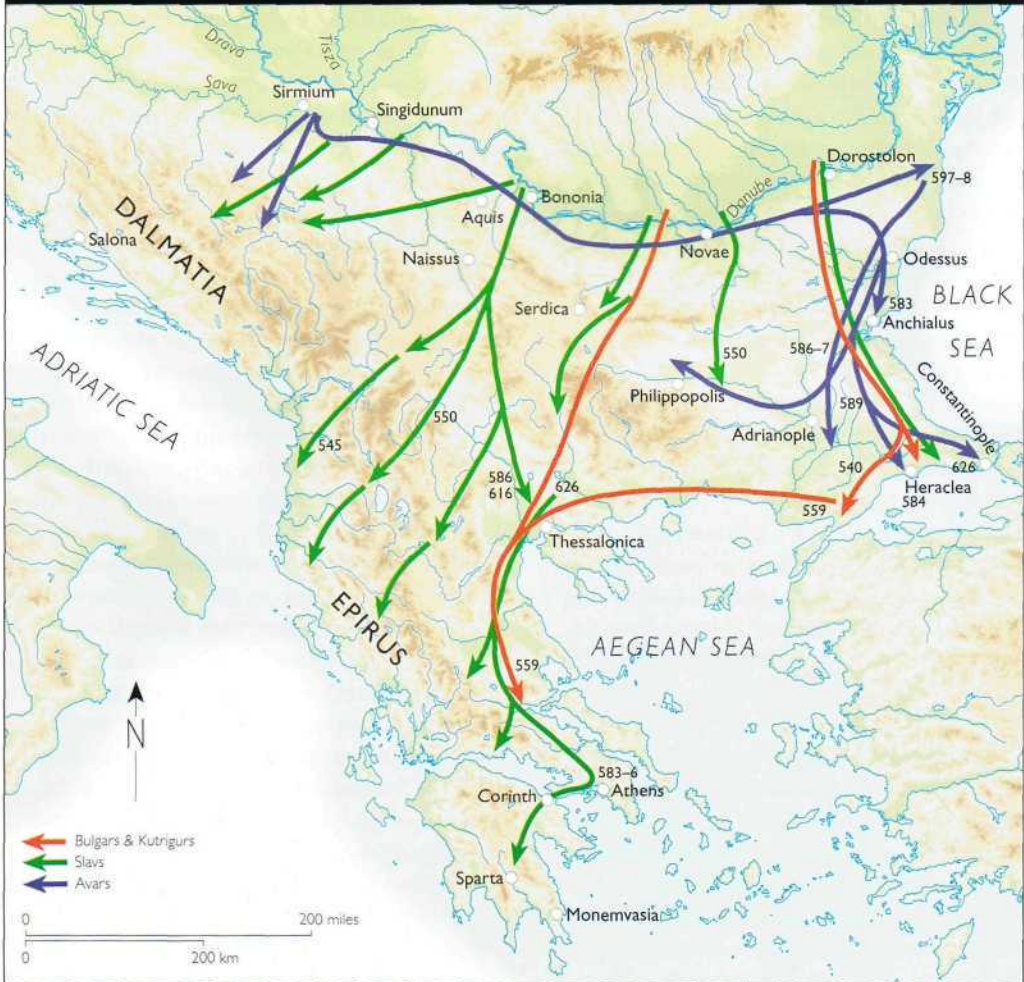 Drava
Tisza
Sava
Sirmium
Singidunum
Dorostolon
597–8
Danube
Bononia
Aquis
DALMATIA
Salona
Novae
Naissus
Odessus
583
BLACK
SEA
Serdica
Anchialus
ADRIATIC SEA
586–7
550
Constantinople
Philippopolis
589
550
545
Adrianople
540
626
586
616
626
Heraclea
584
559
Thessalonica
EPIRUS
AEGEAN SEA
559
N
583–6
Athens
Corinth
Bulgars & Kutrigurs
Slavs
Avars
Sparta
Monemvasia
0
200 miles
0
200 km